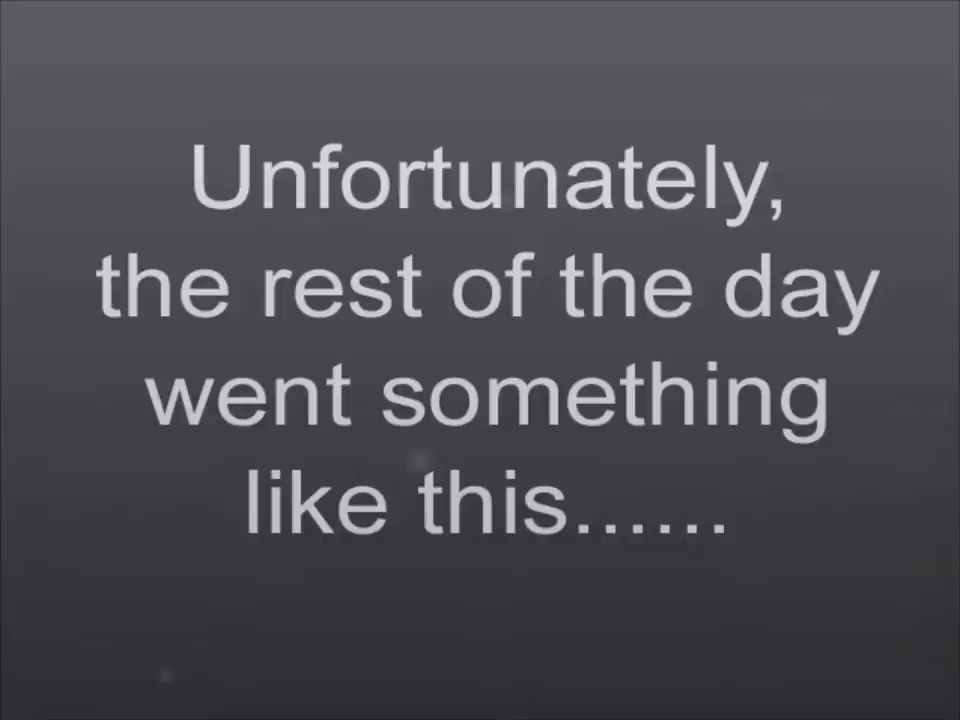 Unfortunately,
the rest of the day
went something
like this......